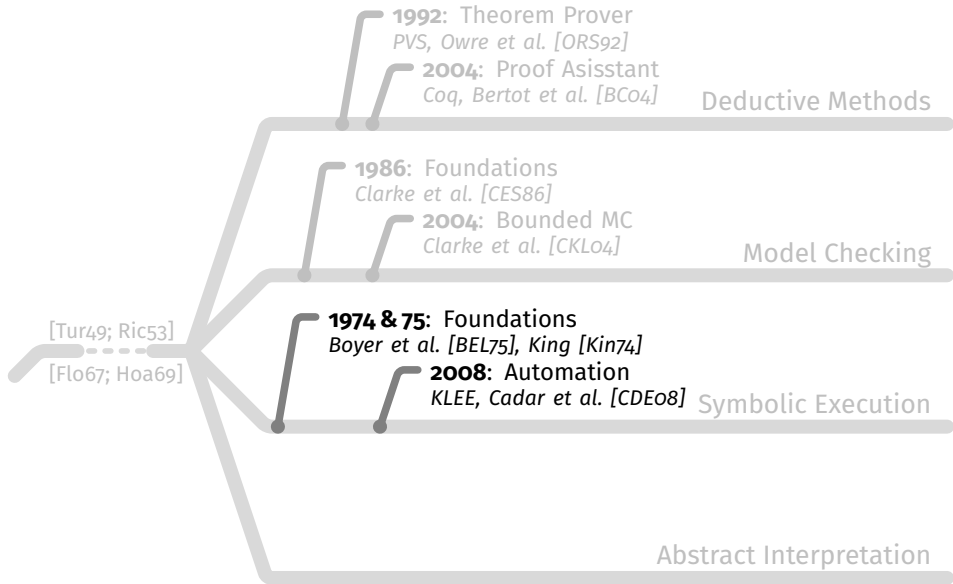 1992: Theorem Prover
PVS, Owre et al. [ORS92]
2004: Proof Asisstant
Coq, Bertot et al. [BC04]
Deductive Methods
1986: Foundations
Clarke et al. [CES86]
2004: Bounded MC
Clarke et al. [CKL04]
Model Checking
[Tur49; Ric53]
[Flo67; Hoa69]
1974 & 75: Foundations
Boyer et al. [BEL75], King [Kin74]
2008: Automation
KLEE, Cadar et al. [CDE08]
Symbolic Execution
Abstract Interpretation